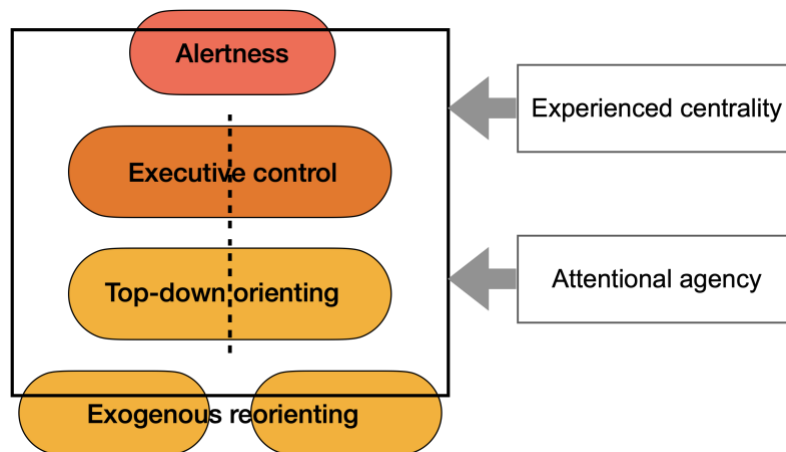 Alertness
Experienced centrality
Executive control
Attentional agency
Top-down orienting
Exogenous reorienting